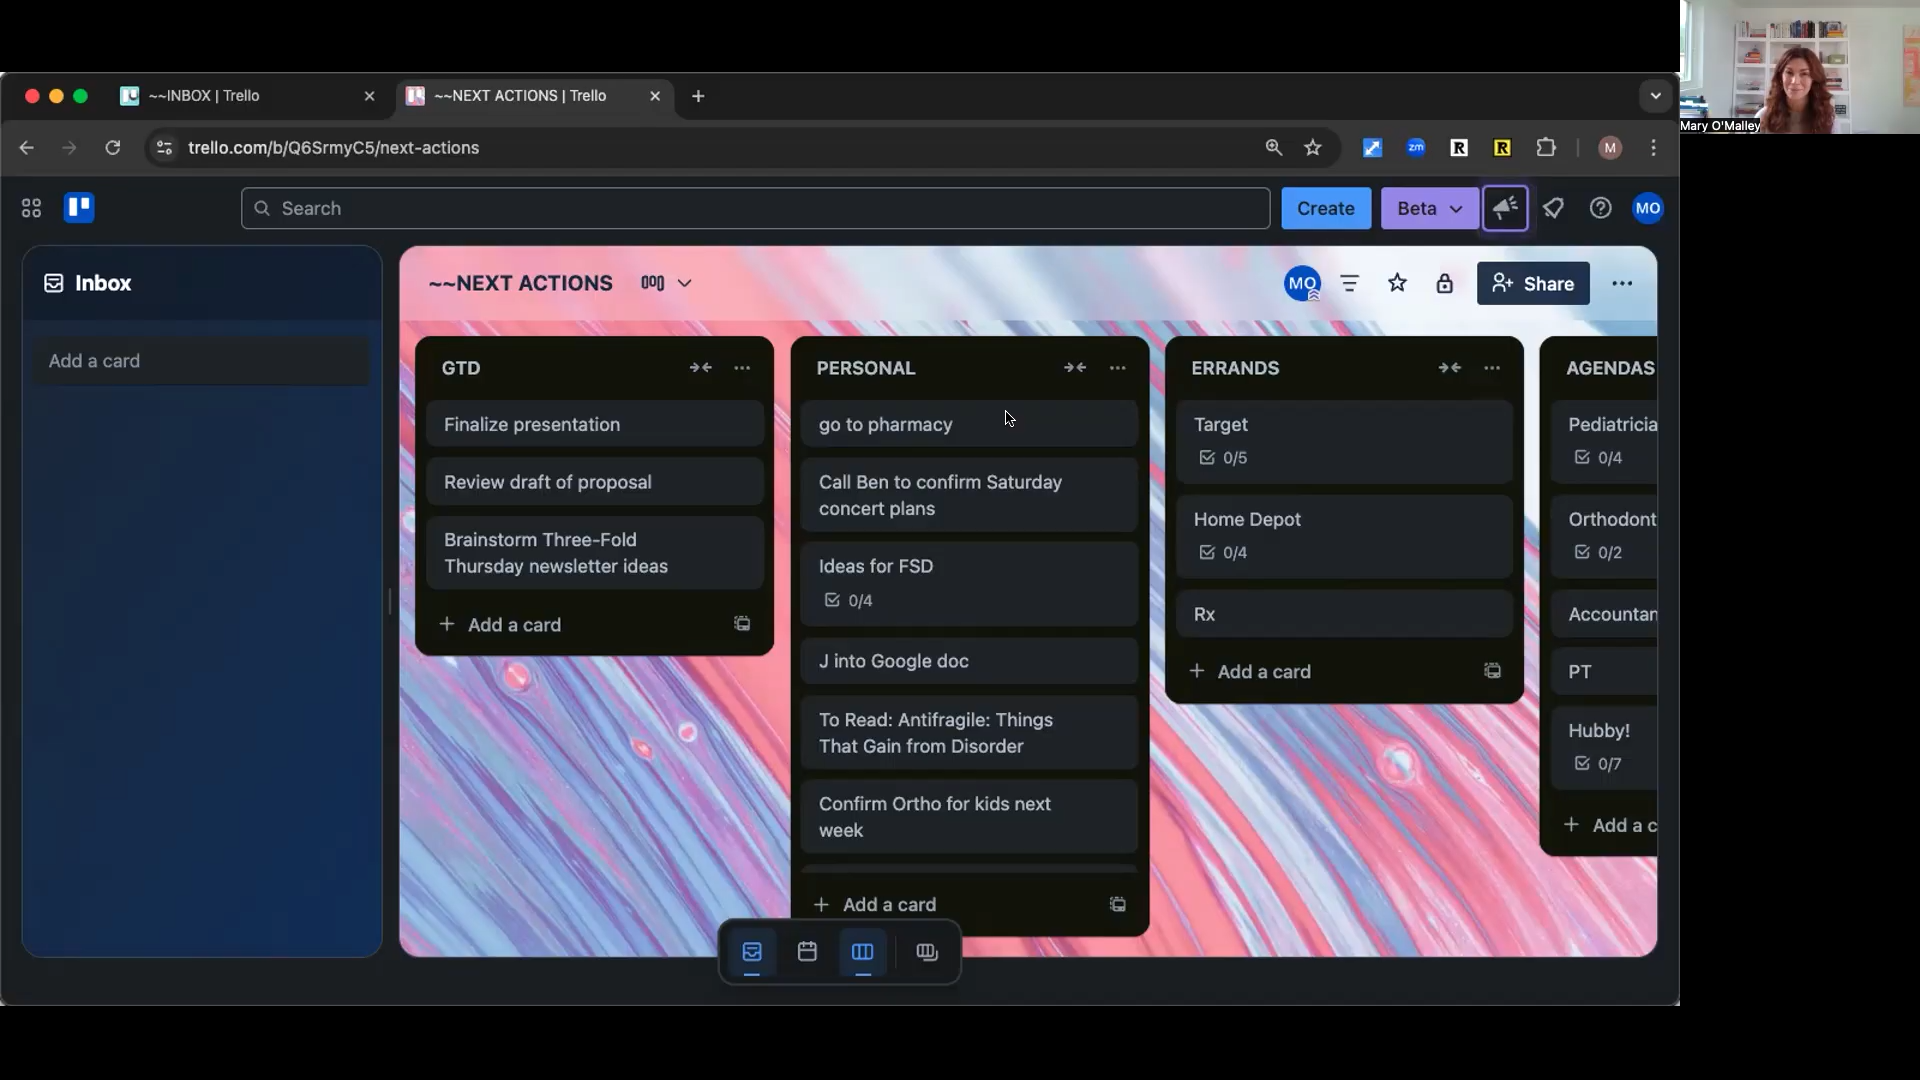 ~~INBOX | Trello
~~NEXT ACTIONS | Trello
trello.com/b/Q6SrmyC5/next-actions
zm
R
R
M
Search
Create
Beta
MO
Inbox
Add a card
~~NEXT ACTIONS
MO
Share
GTD
Finalize presentation
Review draft of proposal
Brainstorm Three-Fold
Thursday newsletter ideas
Add a card
PERSONAL
go to pharmacy
Call Ben to confirm Saturday
concert plans
Ideas for FSD
0/4
J into Google doc
To Read: Antifragile: Things
That Gain from Disorder
Confirm Ortho for kids next
week
Add a card
ERRANDS
Target
0/5
Home Depot
0/4
Rx
Add a card
AGENDAS
Pediatricia
0/4
Orthodont
0/2
Accountan
PT
Hubby!
0/7
Add a c
Mary O'Malley